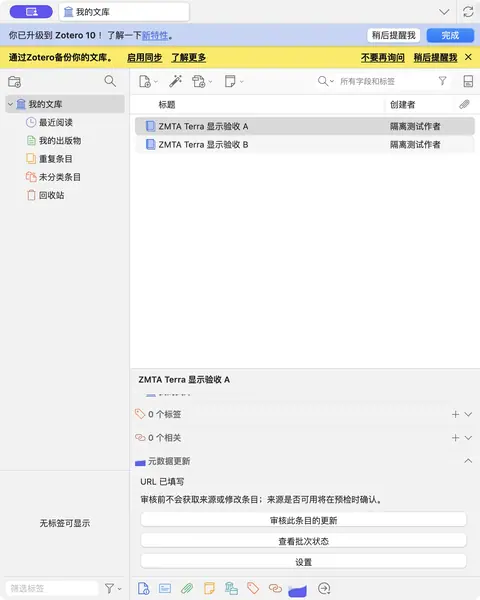 我的文库
你已升级到 Zotero 10！ 了解一下新特性。 稍后提醒我 完成
通过Zotero备份你的文库。 启用同步 了解更多 不要再询问 稍后提醒我
所有字段和标签
我的文库
最近阅读
我的出版物
重复条目
未分类条目
回收站
标题 创建者
ZMTA Terra 显示验收 A 隔离测试作者
ZMTA Terra 显示验收 B 隔离测试作者
ZMTA Terra 显示验收 A
0 个标签
0 个相关
元数据更新
URL 已填写
审核前不会获取来源或修改条目；来源是否可用将在预检时确认。
审核此条目的更新
查看批次状态
设置
无标签可显示
筛选标签